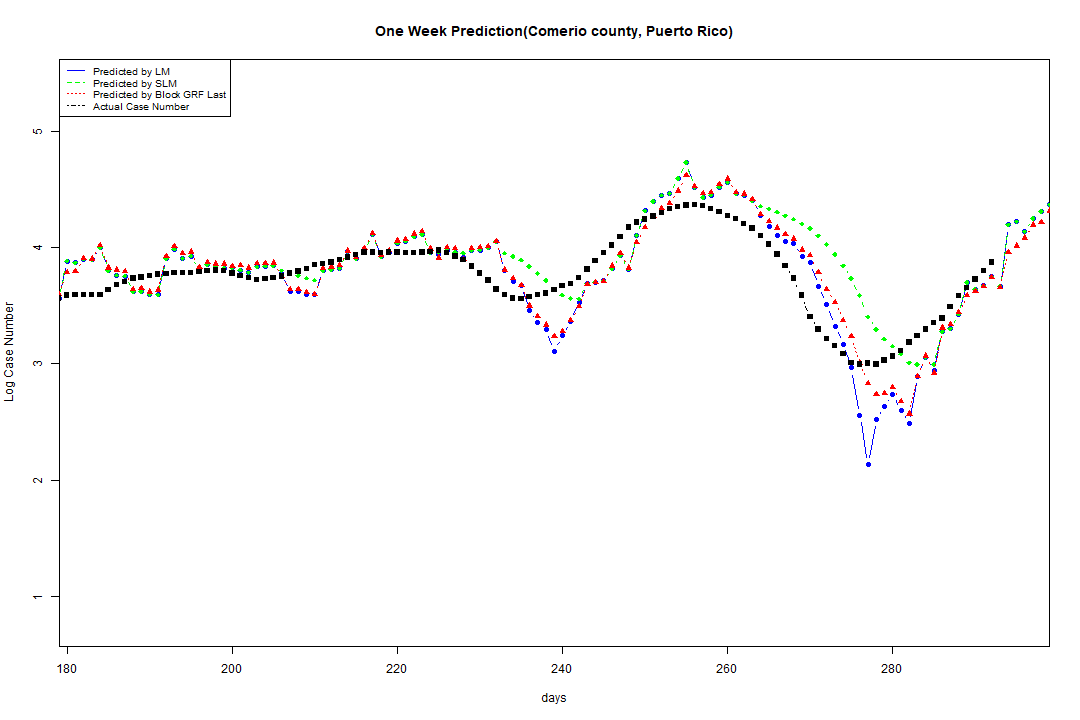 One Week Prediction(Comerio county, Puerto Rico)
Predicted by LM
Predicted by SLM
Predicted by Block GRF Last
Actual Case Number
5
4
3
2
1
Log Case Number
180 200 220 240 260 280
days